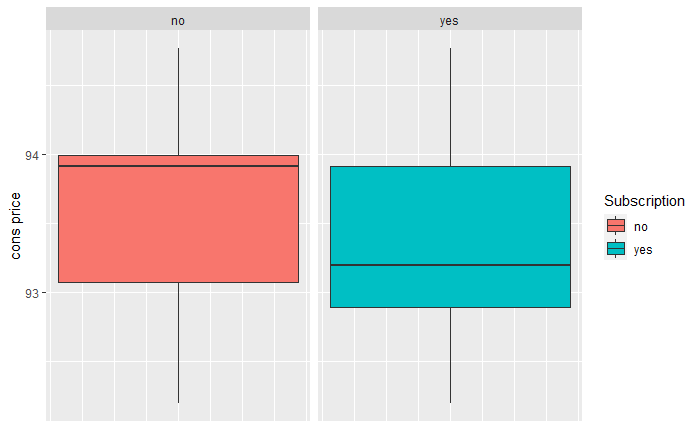 no
yes
94
93
cons price
Subscription
no
yes